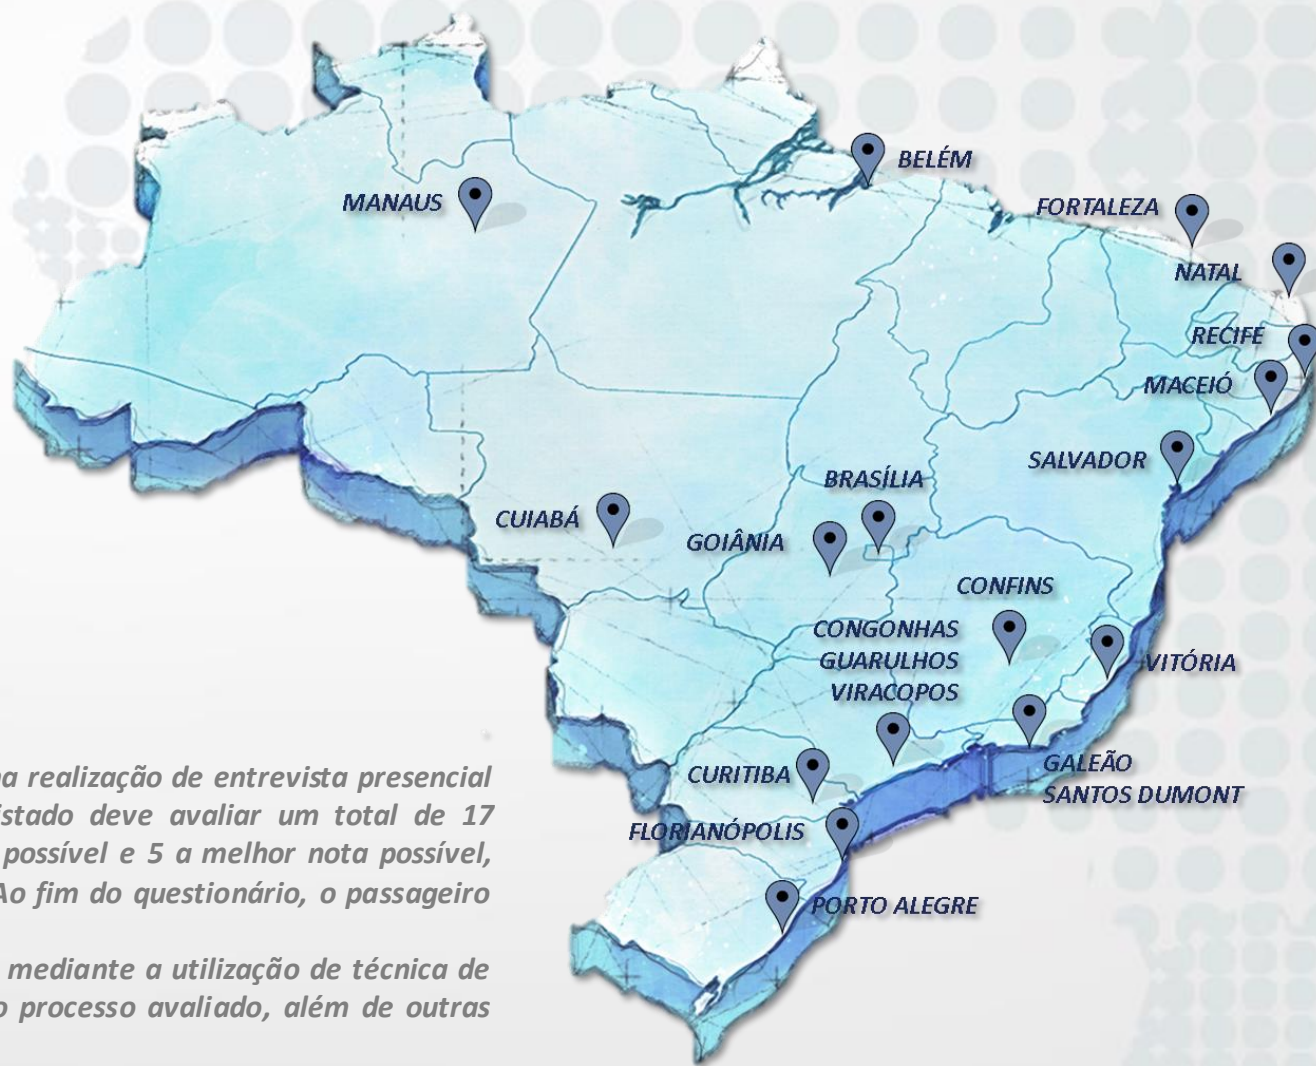 BELÉM
MANAUS
FORTALEZA
NATAL
RECIFE
MACEIÓ
SALVADOR
BRASÍLIA
CUIABÁ
GOIÂNIA
CONFINS
CONGONHAS
GUARULHOS
VIRACOPOS
VITÓRIA
GALEÃO
SANTOS DUMONT
CURITIBA
FLORIANÓPOLIS
PORTO ALEGRE
realização de entrevista presencial
deve avaliar um total de 17
possível e 5 a melhor nota possível,
Ao fim do questionário, o passageiro
mediante a utilização de técnica de
o processo avaliado, além de outras